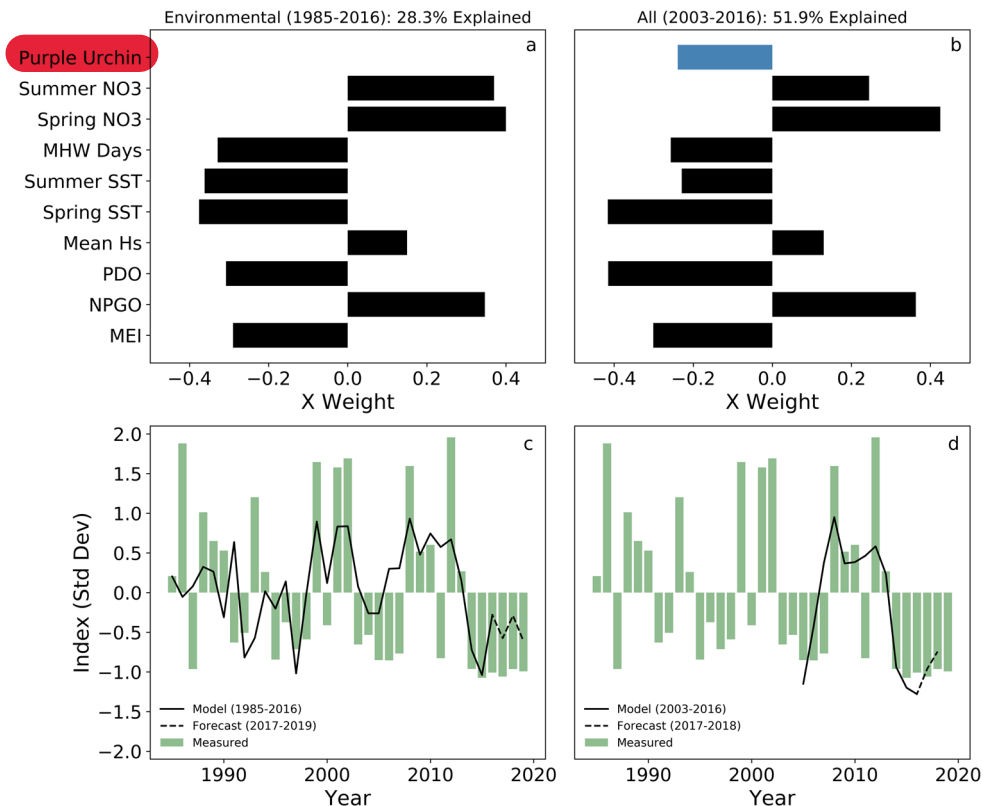 Environmental (1985-2016): 28.3% Explained
All (2003-2016): 51.9% Explained
a
b
Purple Urchin
Summer NO3
Spring NO3
MHW Days
Summer SST
Spring SST
Mean Hs
PDO
NPGO
MEI
−0.4 −0.2 0.0 0.2 0.4
−0.4 −0.2 0.0 0.2 0.4
X Weight
X Weight
c
d
2.0
1.5
1.0
0.5
0.0
−0.5
−1.0
−1.5
−2.0
Index (Std Dev)
Model (1985-2016)
Forecast (2017-2019)
Measured
Model (2003-2016)
Forecast (2017-2018)
Measured
1990 2000 2010 2020
1990 2000 2010 2020
Year
Year